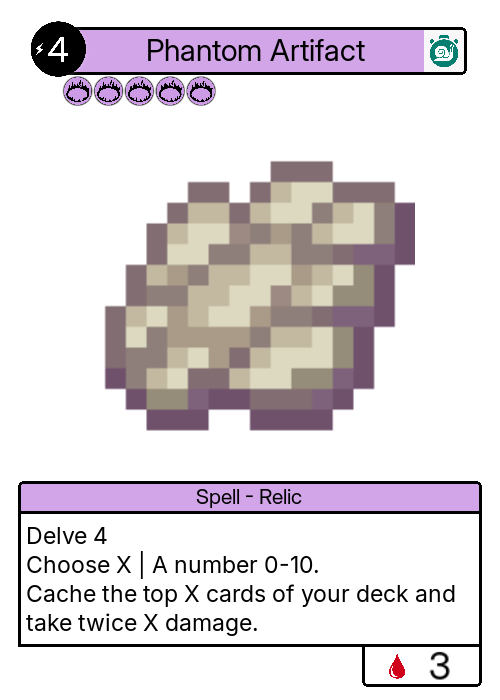 4
Phantom Artifact
Spell - Relic
Delve 4
Choose X | A number 0-10.
Cache the top X cards of your deck and
take twice X damage.
3